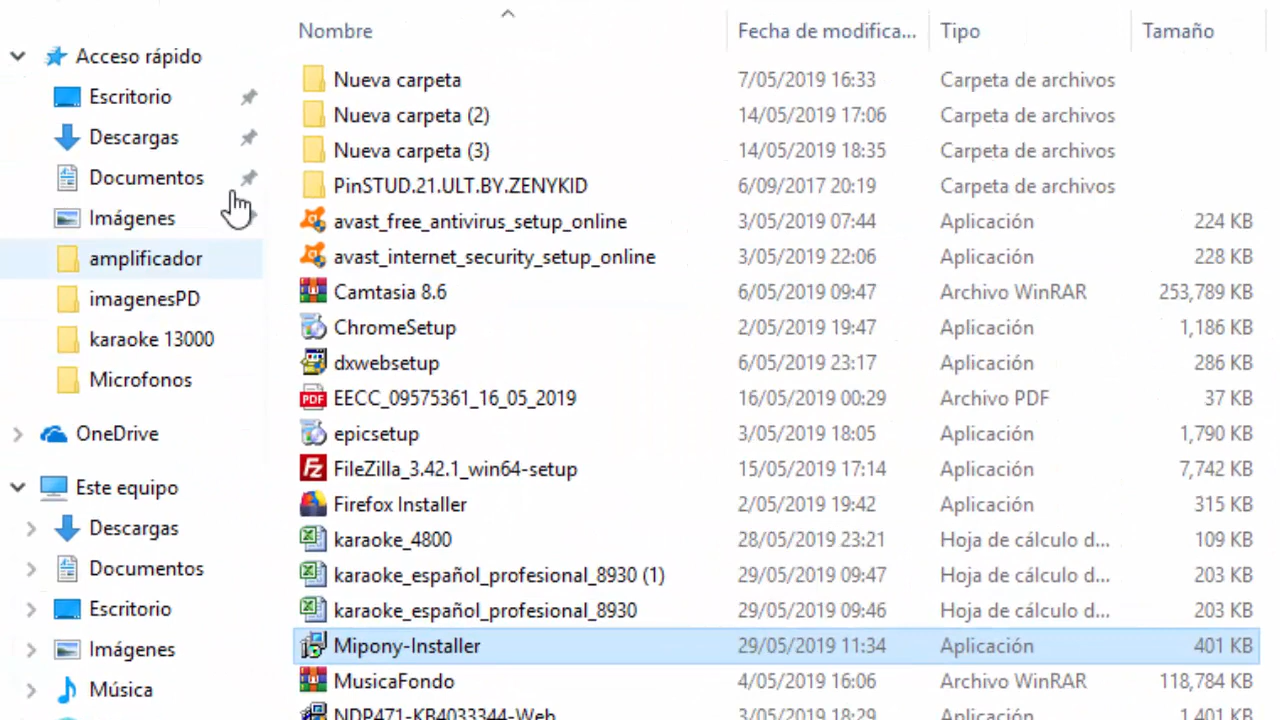 Nombre Fecha de modifica... Tipo Tamaño
Acceso rápido
Escritorio
Descargas
Documentos
Imágenes
amplificador
imagenesPD
karaoke 13000
Microfonos
OneDrive
Este equipo
Descargas
Documentos
Escritorio
Imágenes
Música
Nueva carpeta 7/05/2019 16:33 Carpeta de archivos
Nueva carpeta (2) 14/05/2019 17:06 Carpeta de archivos
Nueva carpeta (3) 14/05/2019 18:35 Carpeta de archivos
PinSTUD.21.ULT.BY.ZENYKID 6/09/2017 20:19 Carpeta de archivos
avast_free_antivirus_setup_online 3/05/2019 07:44 Aplicación 224 KB
avast_internet_security_setup_online 3/05/2019 22:06 Aplicación 228 KB
Camtasia 8.6 6/05/2019 09:47 Archivo WinRAR 253,789 KB
ChromeSetup 2/05/2019 19:47 Aplicación 1,186 KB
dxwebsetup 6/05/2019 23:17 Aplicación 286 KB
PDF EECC_09575361_16_05_2019 16/05/2019 00:29 Archivo PDF 37 KB
epicsetup 3/05/2019 18:05 Aplicación 1,790 KB
FileZilla_3.42.1_win64-setup 15/05/2019 17:14 Aplicación 7,742 KB
Firefox Installer 2/05/2019 19:42 Aplicación 315 KB
karaoke_4800 28/05/2019 23:21 Hoja de cálculo d... 109 KB
karaoke_español_profesional_8930 (1) 29/05/2019 09:47 Hoja de cálculo d... 203 KB
karaoke_español_profesional_8930 29/05/2019 09:46 Hoja de cálculo d... 203 KB
Mipony-Installer 29/05/2019 11:34 Aplicación 401 KB
MusicaFondo 4/05/2019 16:06 Archivo WinRAR 118,784 KB
NDP471-KB4033344-Web 3/05/2019 18:29 Aplicación 1,401 KB